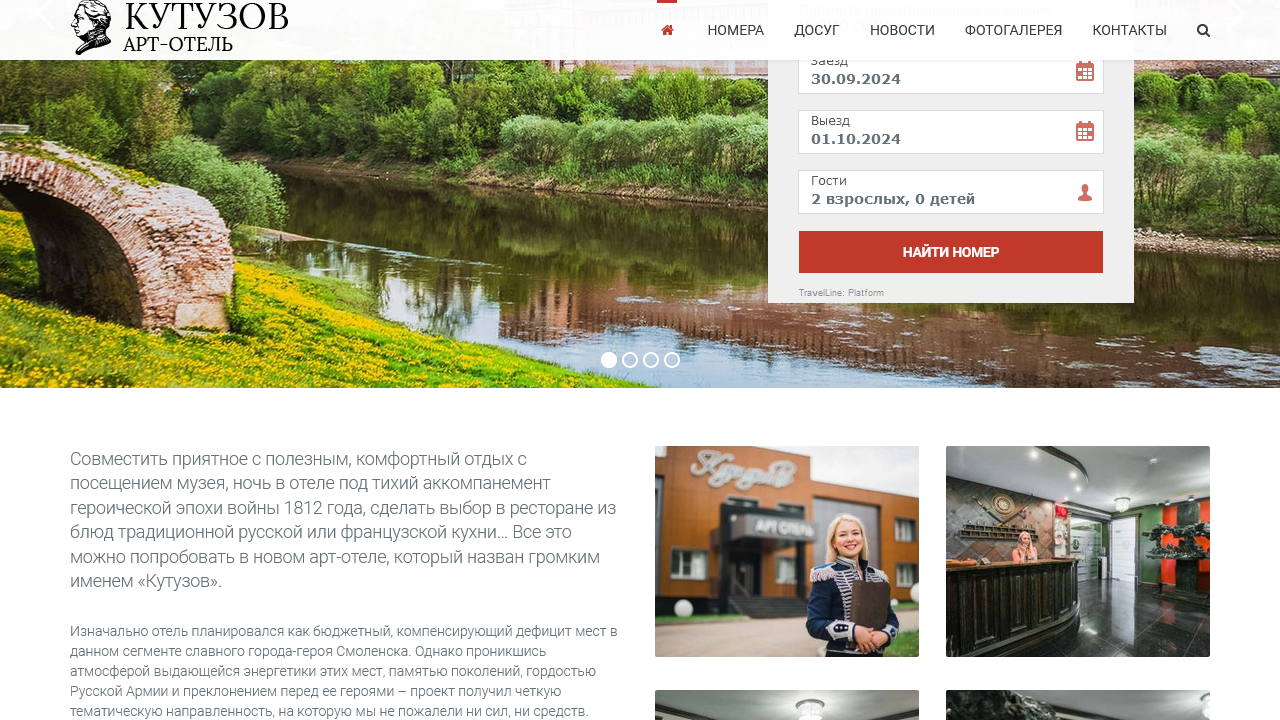 КУТУЗОВ
АРТ-ОТЕЛЬ
НОМЕРА ДОСУГ НОВОСТИ ФОТОГАЛЕРЕЯ КОНТАКТЫ
Заезд
30.09.2024
Выезд
01.10.2024
Гости
2 взрослых, 0 детей
НАЙТИ НОМЕР
TravelLine: Platform
Совместить приятное с полезным, комфортный отдых с
посещением музея, ночь в отеле под тихий аккомпанемент
героической эпохи войны 1812 года, сделать выбор в ресторане из
блюд традиционной русской или французской кухни... Все это
можно попробовать в новом арт-отеле, который назван громким
именем «Кутузов».
Изначально отель планировался как бюджетный, компенсирующий дефицит мест в
данном сегменте славного города-героя Смоленска. Однако проникшись
атмосферой выдающейся энергетики этих мест, памятью поколений, гордостью
Русской Армии и преклонением перед ее героями – проект получил четкую
тематическую направленность, на которую мы не пожалели ни сил, ни средств.
Кутузов
АРТ ОТЕЛЬ